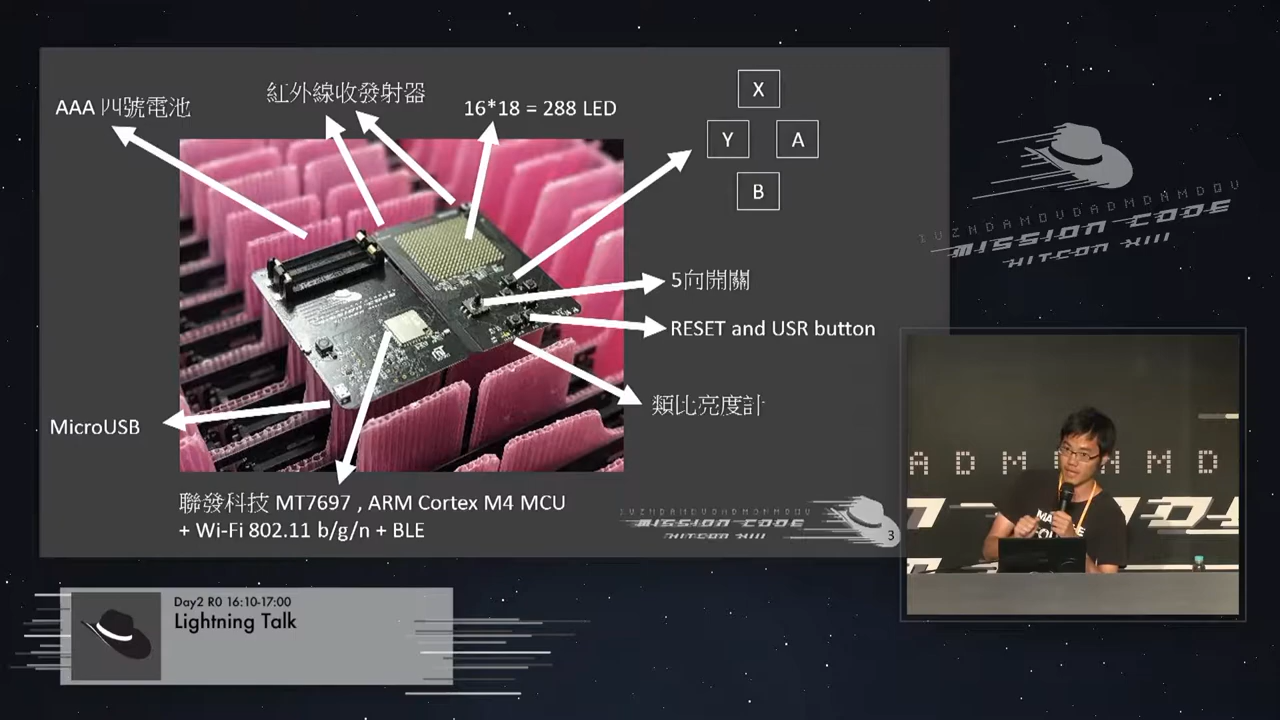 AAA 四號電池
紅外線收發射器
16*18 = 288 LED
X
Y
A
B
5向開關
RESET and USR button
類比亮度計
MicroUSB
聯發科技 MT7697 , ARM Cortex M4 MCU
+ Wi-Fi 802.11 b/g/n + BLE
MISSION CODE
HITCON XIII
3
MISSION CODE
HITCON XIII
Day2 R0 16:10-17:00
Lightning Talk